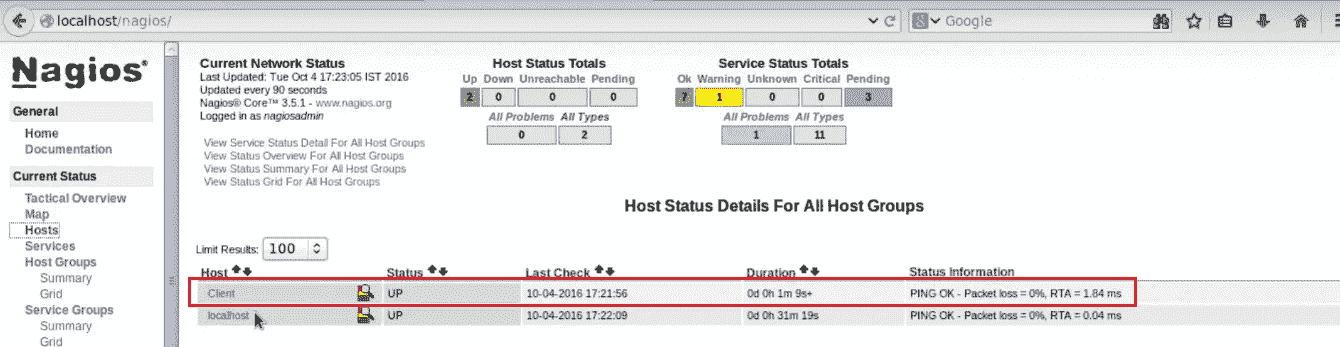 localhost/nagios/
Google
Nagios®
General
Home
Documentation
Current Status
Tactical Overview
Map
Hosts
Services
Host Groups
Summary
Grid
Service Groups
Summary
Grid
Current Network Status
Last Updated: Tue Oct 4 17:23:05 IST 2016
Updated every 90 seconds
Nagios® Core™ 3.5.1 - www.nagios.org
Logged in as nagiosadmin
View Service Status Detail For All Host Groups
View Status Overview For All Host Groups
View Status Summary For All Host Groups
View Status Grid For All Host Groups
Host Status Totals
Up Down Unreachable Pending
2 0 0 0
All Problems All Types
0 2
Service Status Totals
Ok Warning Unknown Critical Pending
7 1 0 0 3
All Problems All Types
1 11
Host Status Details For All Host Groups
Limit Results: 100
Host Status Last Check Duration Status Information
Client UP 10-04-2016 17:21:56 0d 0h 1m 9s+ PING OK - Packet loss = 0%, RTA = 1.84 ms
localhost UP 10-04-2016 17:22:09 0d 0h 31m 19s PING OK - Packet loss = 0%, RTA = 0.04 ms